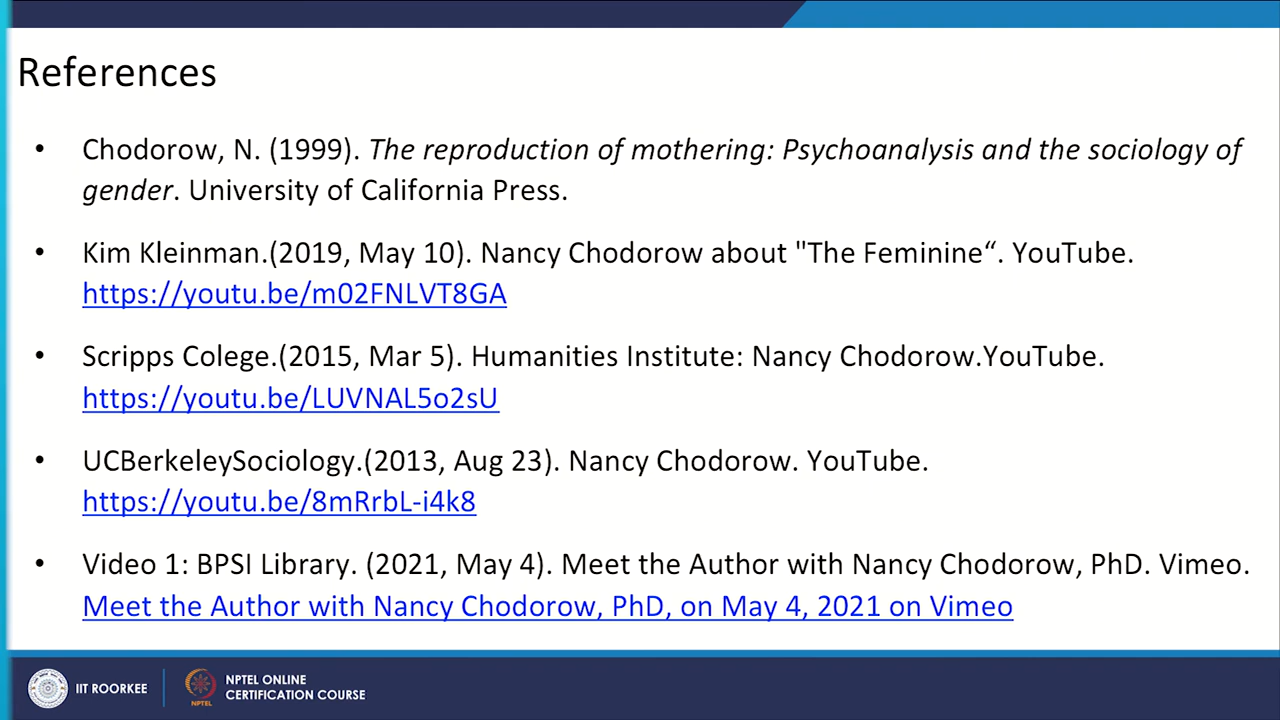 References
• Chodorow, N. (1999). The reproduction of mothering: Psychoanalysis and the sociology of
gender. University of California Press.
• Kim Kleinman.(2019, May 10). Nancy Chodorow about "The Feminine“. YouTube.
https://youtu.be/m02FNLVT8GA
• Scripps Colege.(2015, Mar 5). Humanities Institute: Nancy Chodorow.YouTube.
https://youtu.be/LUVNAL5o2sU
• UCBerkeleySociology.(2013, Aug 23). Nancy Chodorow. YouTube.
https://youtu.be/8mRrbL-i4k8
• Video 1: BPSI Library. (2021, May 4). Meet the Author with Nancy Chodorow, PhD. Vimeo.
Meet the Author with Nancy Chodorow, PhD, on May 4, 2021 on Vimeo
IIT ROORKEE
NPTEL
NPTEL ONLINE
CERTIFICATION COURSE